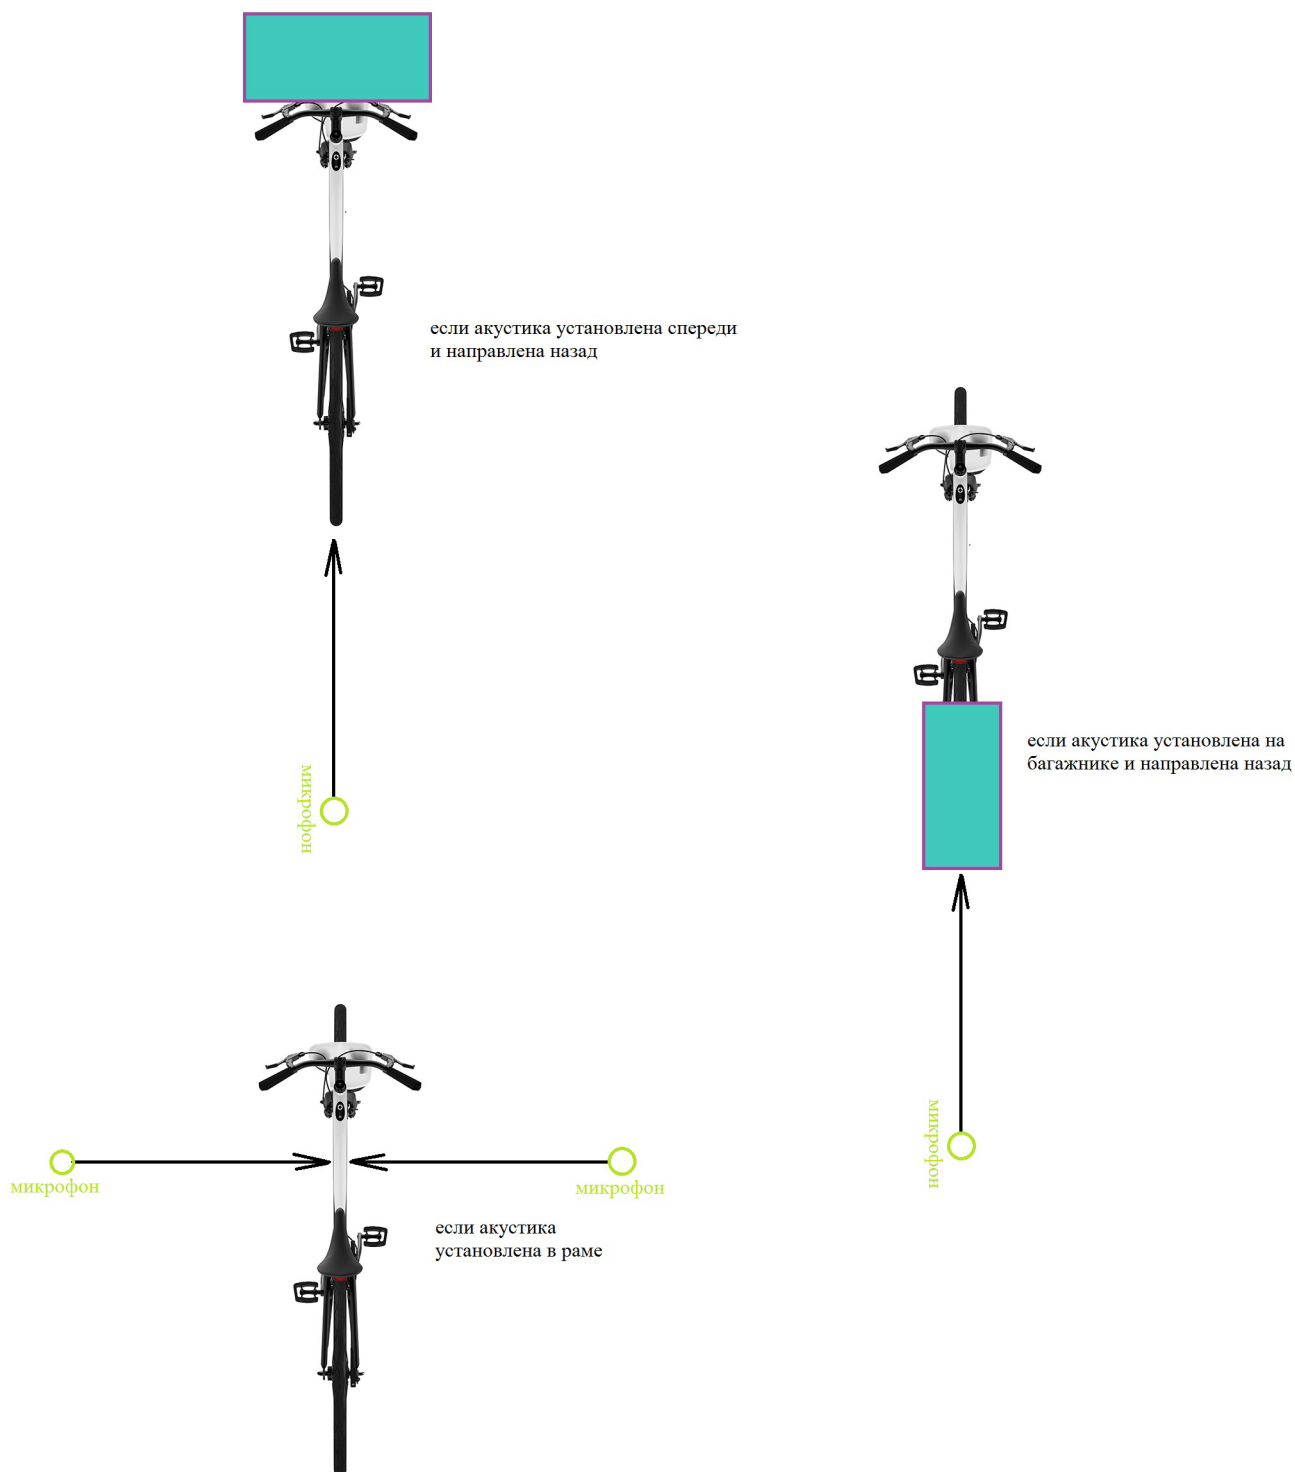 если акустика установлена спереди
и направлена назад
микрофон
если акустика установлена на
багажнике и направлена назад
микрофон
микрофон
микрофон
если акустика
установлена в раме